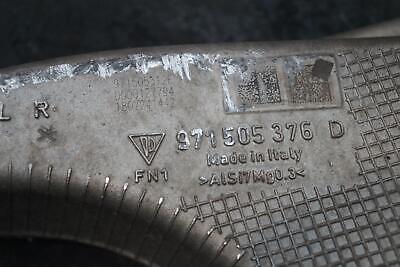 L R
971 505 376 D
Made in Italy
FN1
>AlSi7Mg0.3<